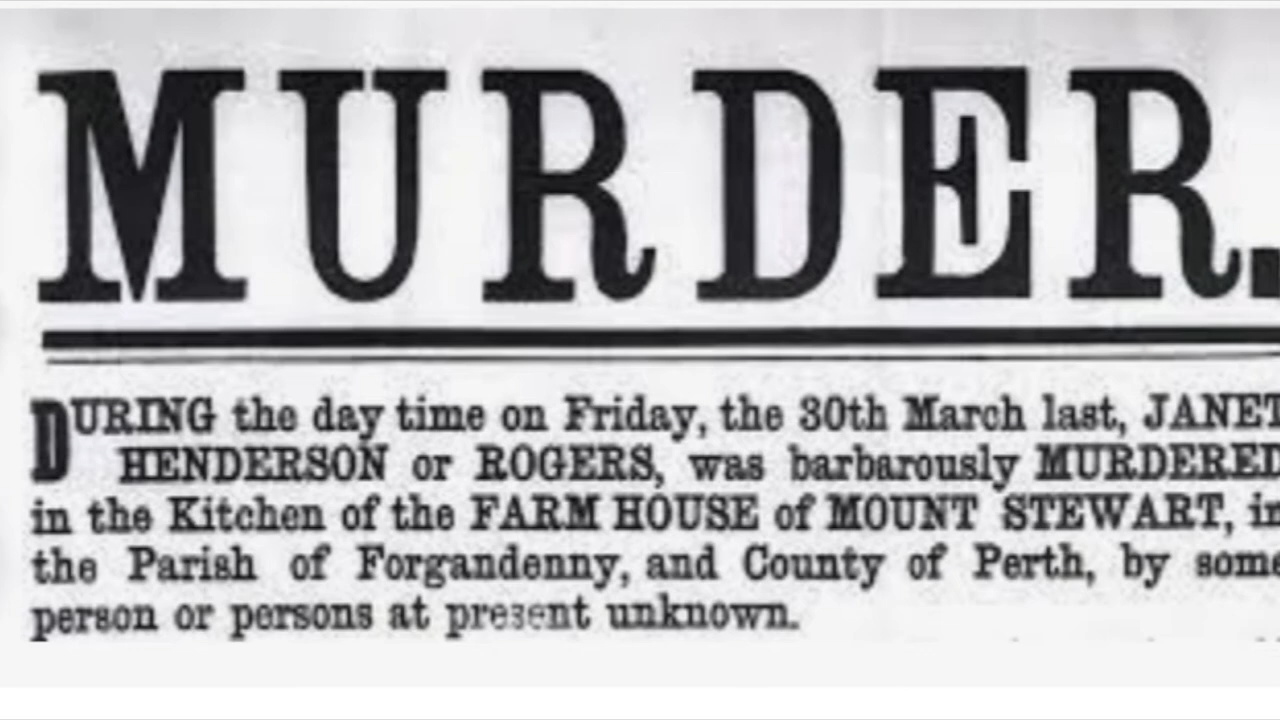 MURDER.
DURING the day time on Friday, the 30th March last, JANET
HENDERSON or ROGERS, was barbarously MURDERED
in the Kitchen of the FARM HOUSE of MOUNT STEWART, in
the Parish of Forgandenny, and County of Perth, by some
person or persons at present unknown.